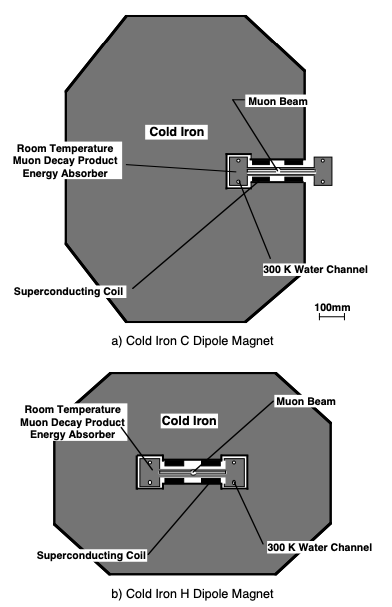 Muon Beam
Cold Iron
Room Temperature
Muon Decay Product
Energy Absorber
300 K Water Channel
Superconducting Coil
100mm
a) Cold Iron C Dipole Magnet
Muon Beam
Room Temperature
Muon Decay Product
Energy Absorber
Cold Iron
300 K Water Channel
Superconducting Coil
b) Cold Iron H Dipole Magnet